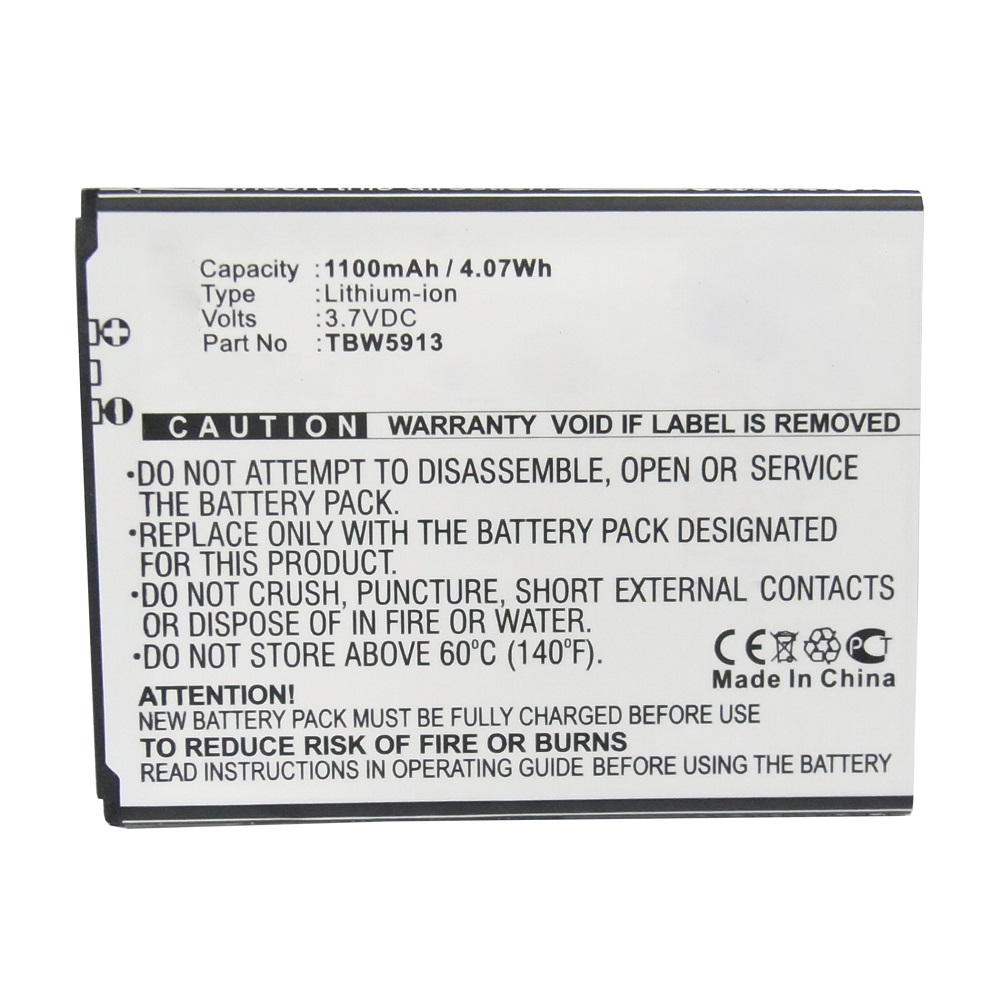 Capacity : 1100mAh / 4.07Wh
Type : Lithium-ion
Volts : 3.7VDC
Part No : TBW5913
CAUTION WARRANTY VOID IF LABEL IS REMOVED
•DO NOT ATTEMPT TO DISASSEMBLE, OPEN OR SERVICE
THE BATTERY PACK.
•REPLACE ONLY WITH THE BATTERY PACK DESIGNATED
FOR THIS PRODUCT.
•DO NOT CRUSH, PUNCTURE, SHORT EXTERNAL CONTACTS
OR DISPOSE OF IN FIRE OR WATER.
•DO NOT STORE ABOVE 60°C (140°F).
CE PCT
Made In China
ATTENTION!
NEW BATTERY PACK MUST BE FULLY CHARGED BEFORE USE
TO REDUCE RISK OF FIRE OR BURNS
READ INSTRUCTIONS IN OPERATING GUIDE BEFORE USING THE BATTERY